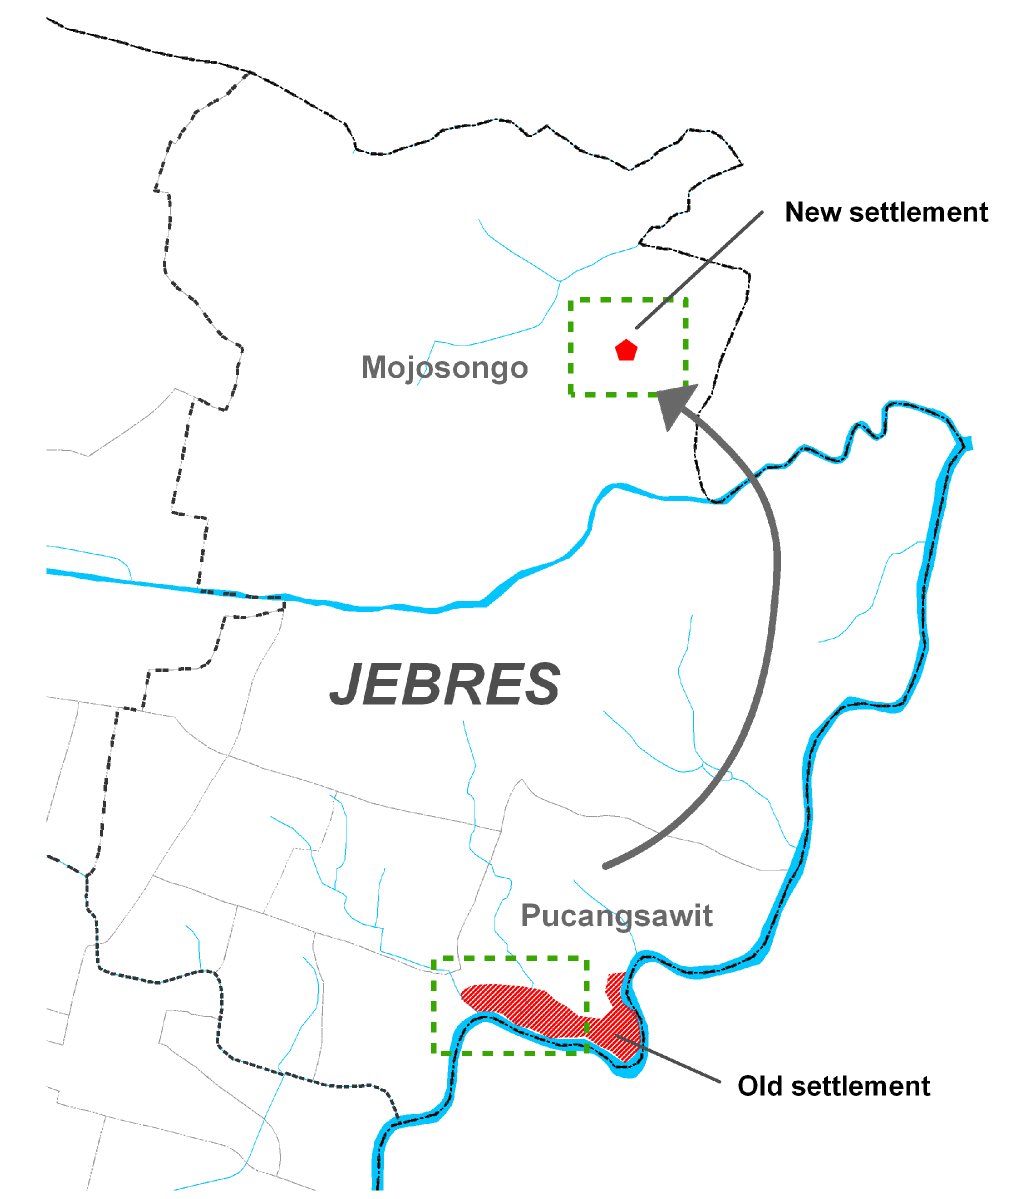 New settlement
Mojosongo
JEBRES
Pucangsawit
Old settlement